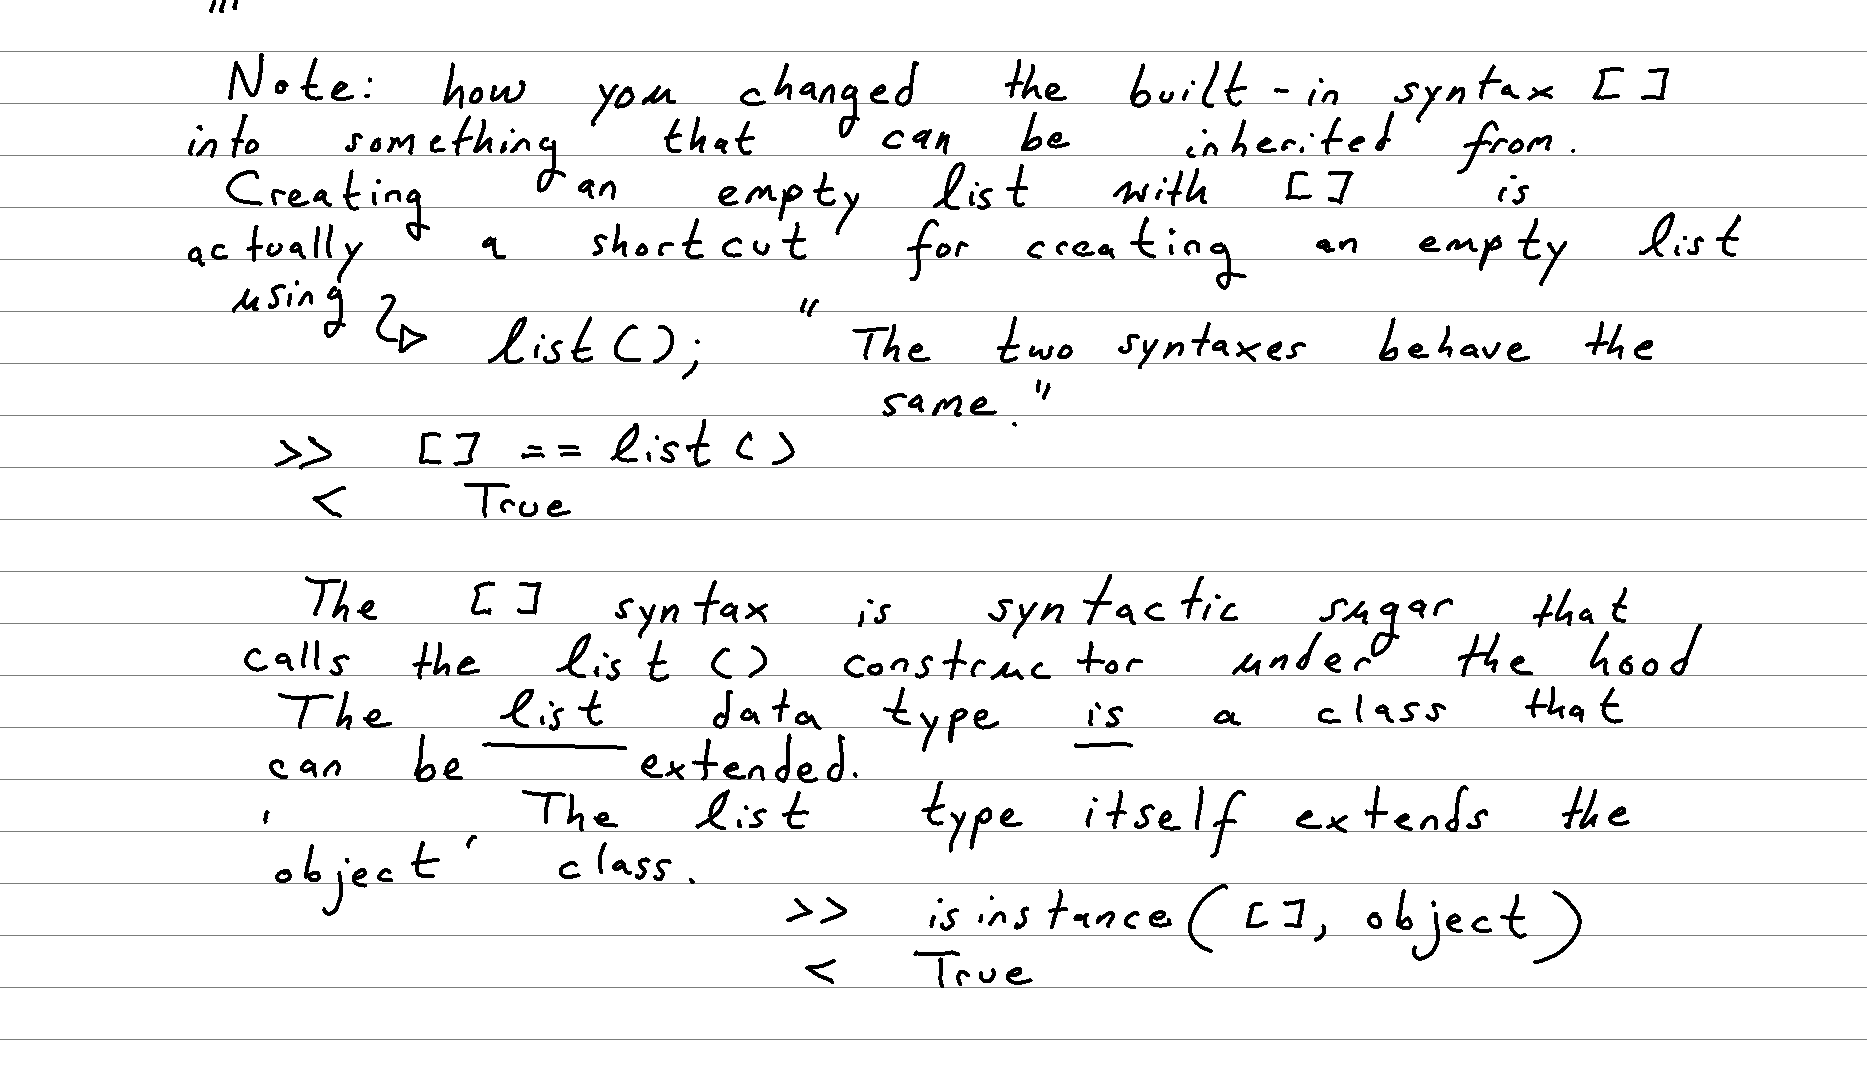 "'
Note: how you changed the built-in syntax []
into something that can be inherited from.
Creating an empty list with [] is
actually a shortcut for creating an empty list
using
list(); "The two syntaxes behave the
same."
>> [] == list()
< True
The [] syntax is syntactic sugar that
calls the list () constructor under the hood
The list data type is a class that
can be extended.
The list type itself extends the
'object' class.
>> isinstance([], object)
< True